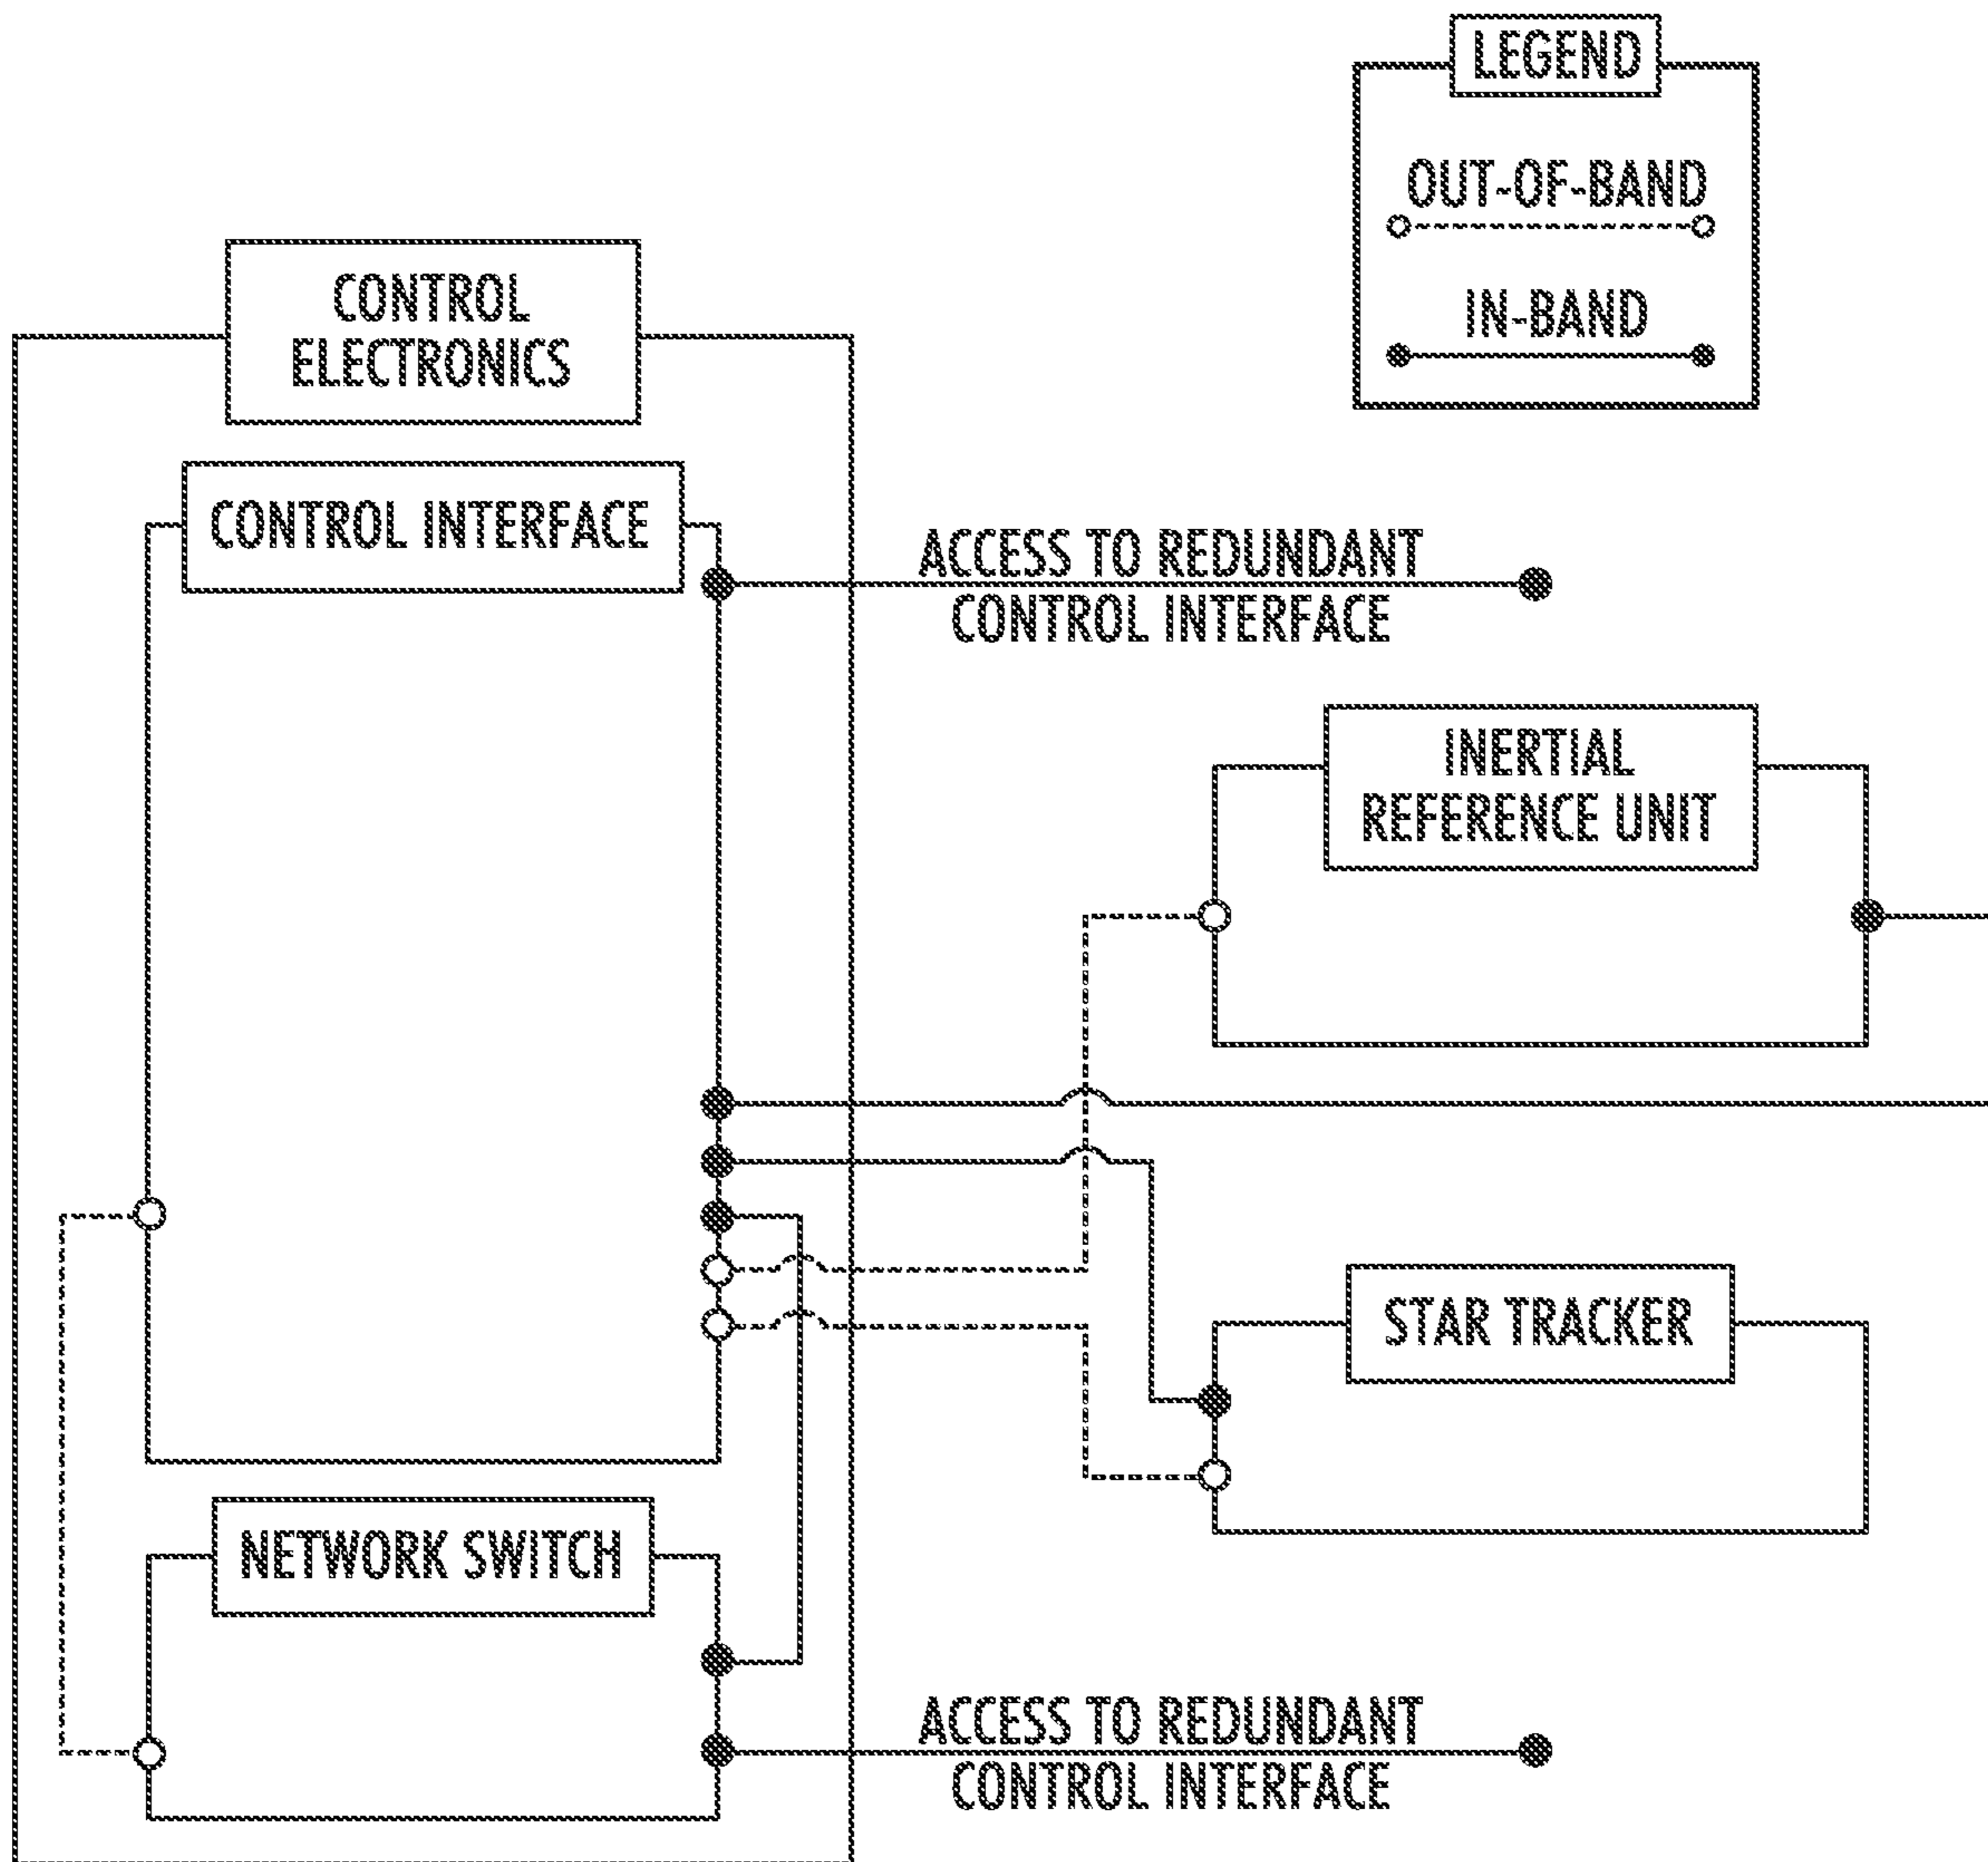 LEGEND
OUT-OF-BAND
IN-BAND
CONTROL
ELECTRONICS
CONTROL INTERFACE
ACCESS TO REDUNDANT
CONTROL INTERFACE
INERTIAL
REFERENCE UNIT
STAR TRACKER
NETWORK SWITCH
ACCESS TO REDUNDANT
CONTROL INTERFACE